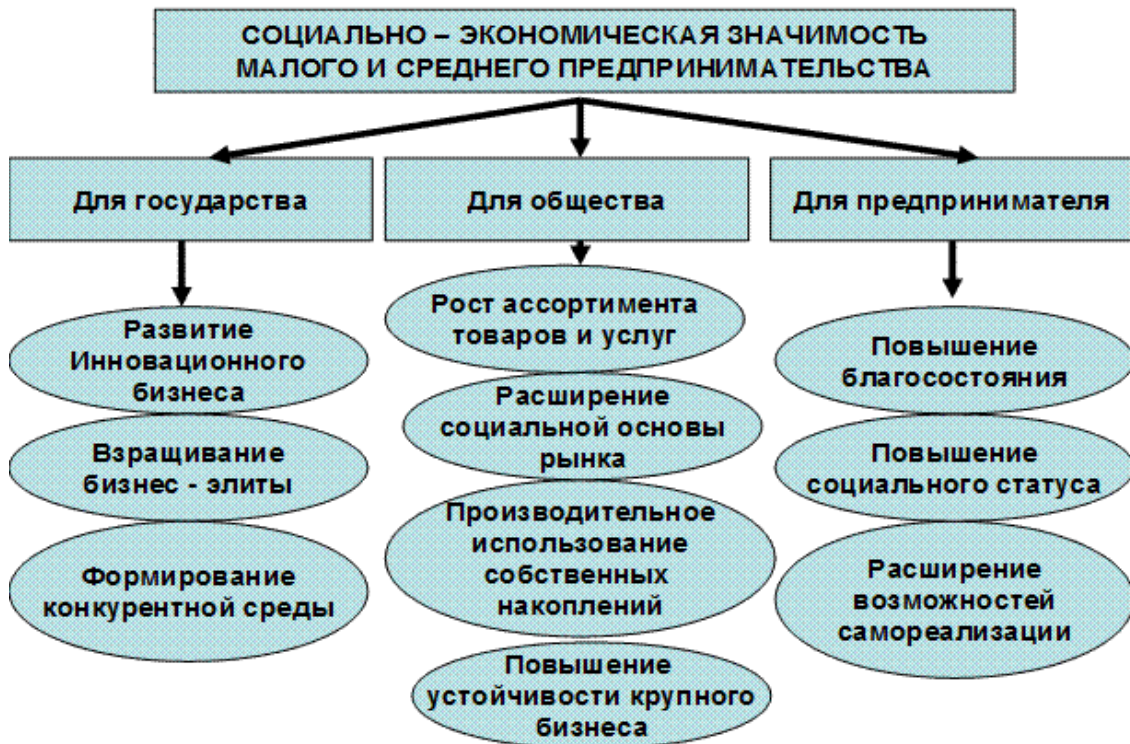 СОЦИАЛЬНО – ЭКОНОМИЧЕСКАЯ ЗНАЧИМОСТЬ
МАЛОГО И СРЕДНЕГО ПРЕДПРИНИМАТЕЛЬСТВА
Для государства
Для общества
Для предпринимателя
Развитие
Инновационного
бизнеса
Взращивание
бизнес - элиты
Формирование
конкурентной среды
Рост ассортимента
товаров и услуг
Расширение
социальной основы
рынка
Производительное
использование
собственных
накоплений
Повышение
устойчивости крупного
бизнеса
Повышение
благосостояния
Повышение
социального статуса
Расширение
возможностей
самореализации